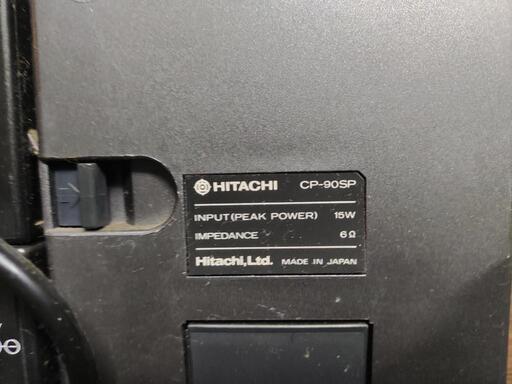 HITACHI CP-90SP
INPUT(PEAK POWER) 15W
IMPEDANCE 6Ω
Hitachi,Ltd. MADE IN JAPAN